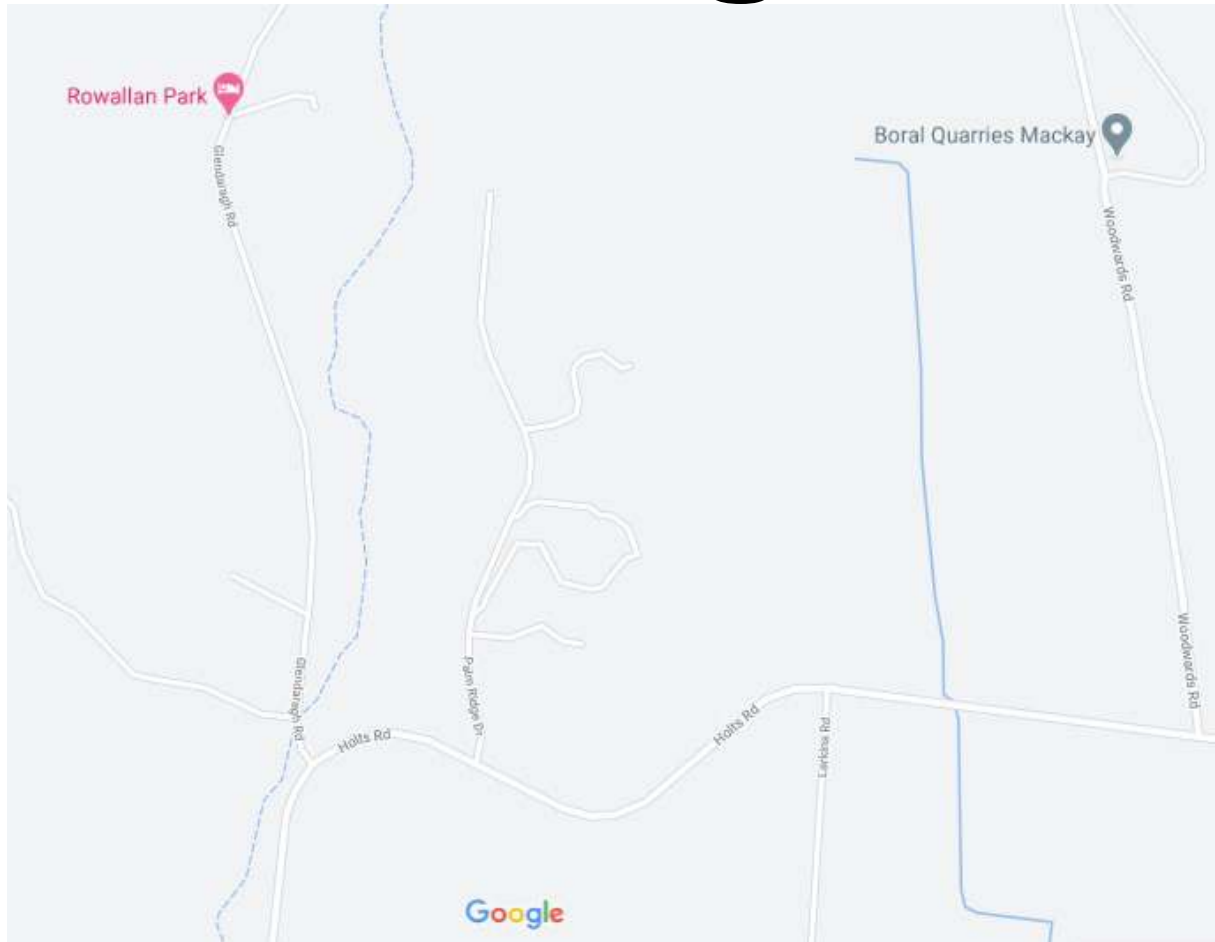 Rowallan Park
Boral Quarries Mackay
Glendaragh Rd
Woodwards Rd
Woodwards Rd
Glendaragh Rd
Palm Ridge Dr
Holts Rd
Holts Rd
Larkins Rd
Google